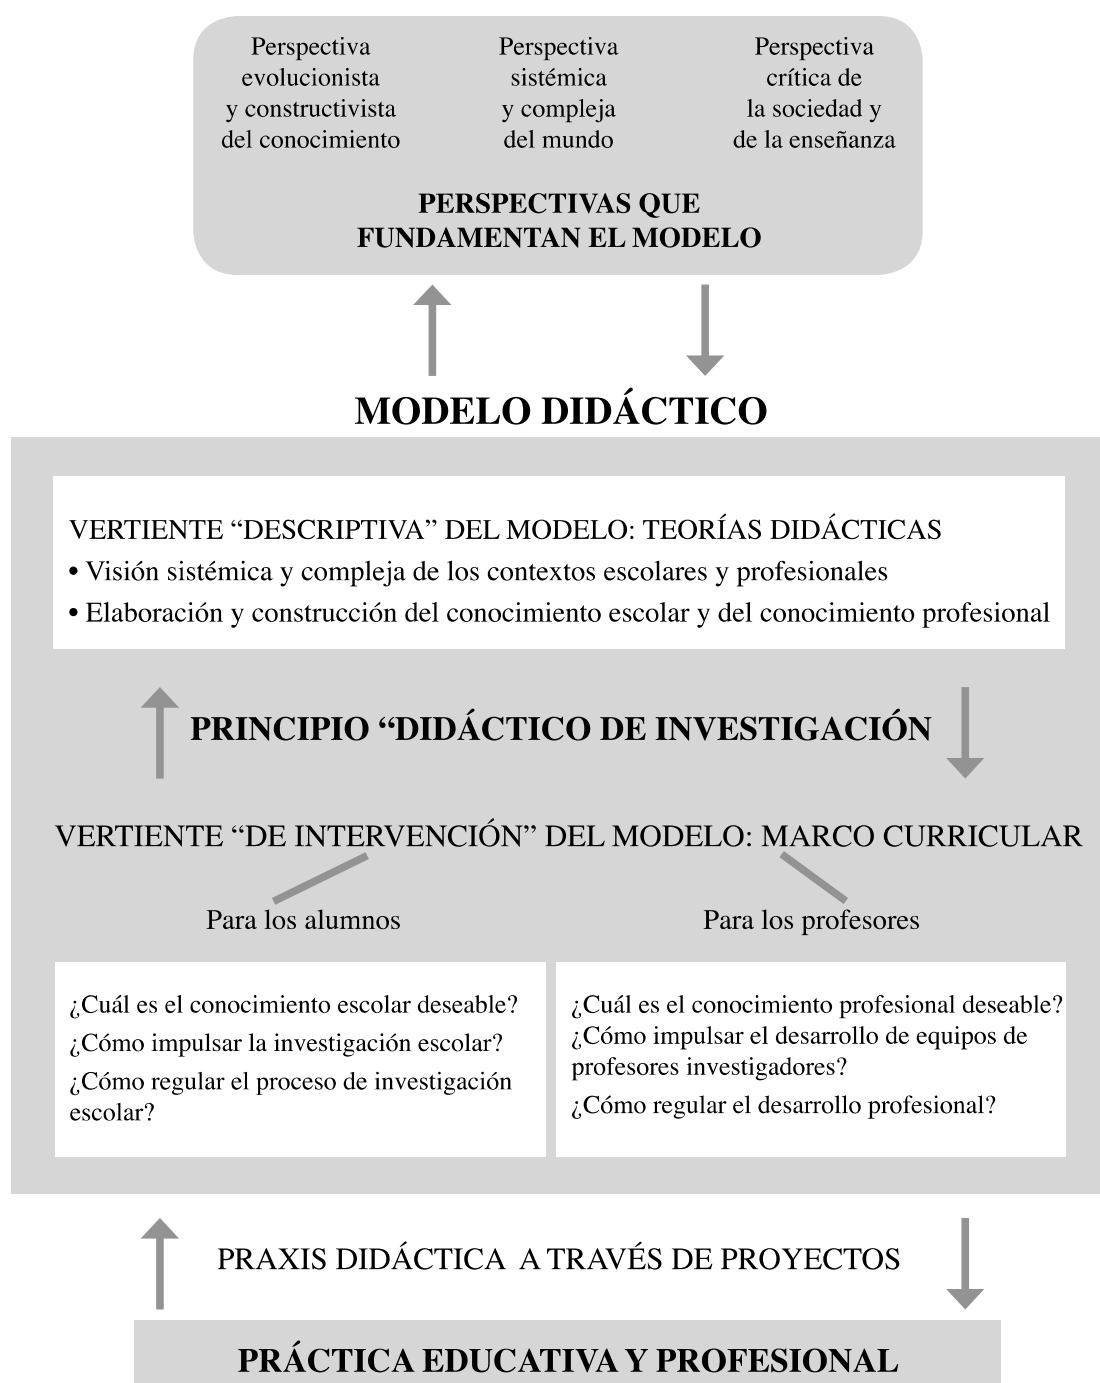 Perspectiva
evolucionista
y constructivista
del conocimiento
Perspectiva
sistémica
y compleja
del mundo
Perspectiva
crítica de
la sociedad y
de la enseñanza
PERSPECTIVAS QUE
FUNDAMENTAN EL MODELO
MODELO DIDÁCTICO
VERTIENTE “DESCRIPTIVA” DEL MODELO: TEORÍAS DIDÁCTICAS
• Visión sistémica y compleja de los contextos escolares y profesionales
• Elaboración y construcción del conocimiento escolar y del conocimiento profesional
PRINCIPIO “DIDÁCTICO DE INVESTIGACIÓN
VERTIENTE “DE INTERVENCIÓN” DEL MODELO: MARCO CURRICULAR
Para los alumnos
Para los profesores
¿Cuál es el conocimiento escolar deseable?
¿Cómo impulsar la investigación escolar?
¿Cómo regular el proceso de investigación
escolar?
¿Cuál es el conocimiento profesional deseable?
¿Cómo impulsar el desarrollo de equipos de
profesores investigadores?
¿Cómo regular el desarrollo profesional?
PRAXIS DIDÁCTICA A TRAVÉS DE PROYECTOS
PRÁCTICA EDUCATIVA Y PROFESIONAL